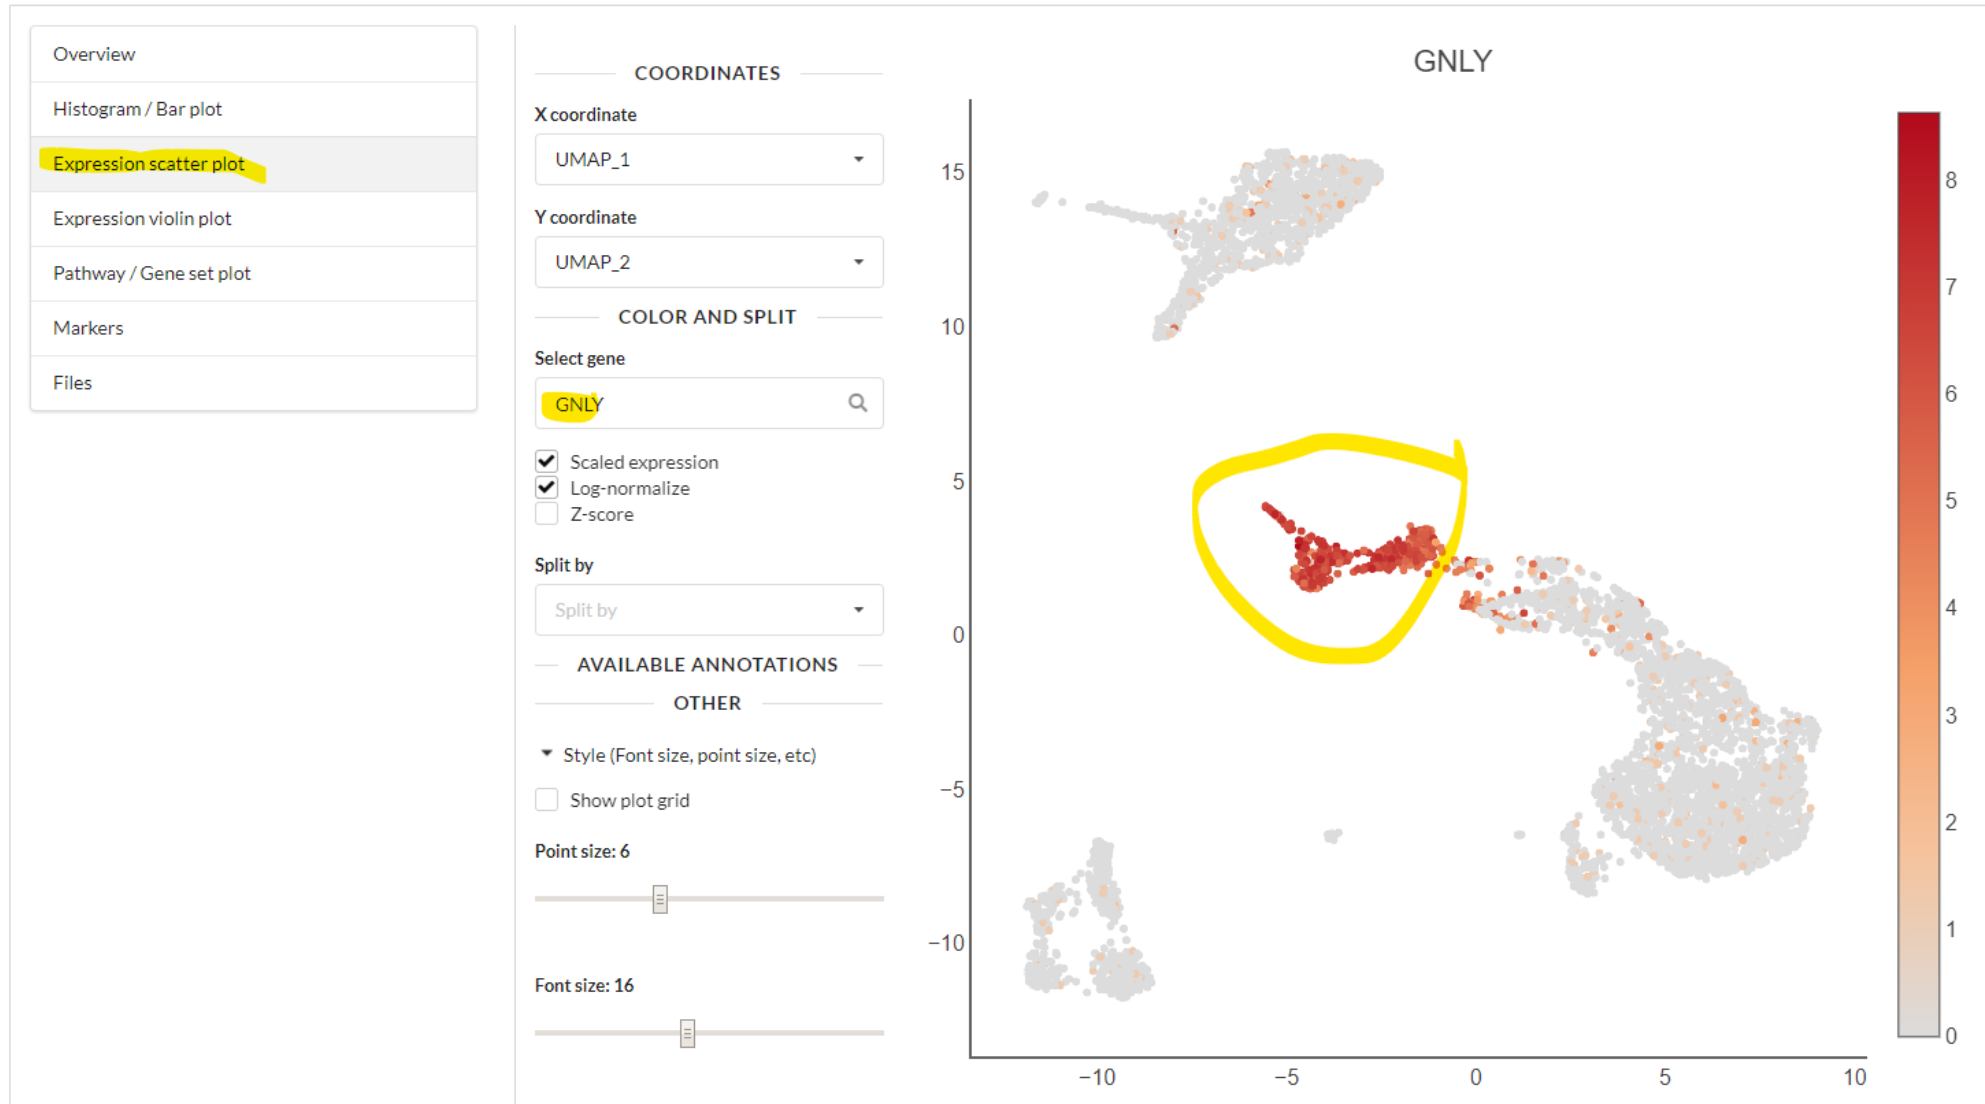 Overview
Histogram / Bar plot
Expression scatter plot
Expression violin plot
Pathway / Gene set plot
Markers
Files
COORDINATES
X coordinate
UMAP_1
Y coordinate
UMAP_2
COLOR AND SPLIT
Select gene
GNLY
Scaled expression
Log-normalize
Z-score
Split by
Split by
AVAILABLE ANNOTATIONS
OTHER
Style (Font size, point size, etc)
Show plot grid
Point size: 6
Font size: 16
GNLY
15
10
5
0
−5
−10
−10
−5
0
5
10
8
7
6
5
4
3
2
1
0